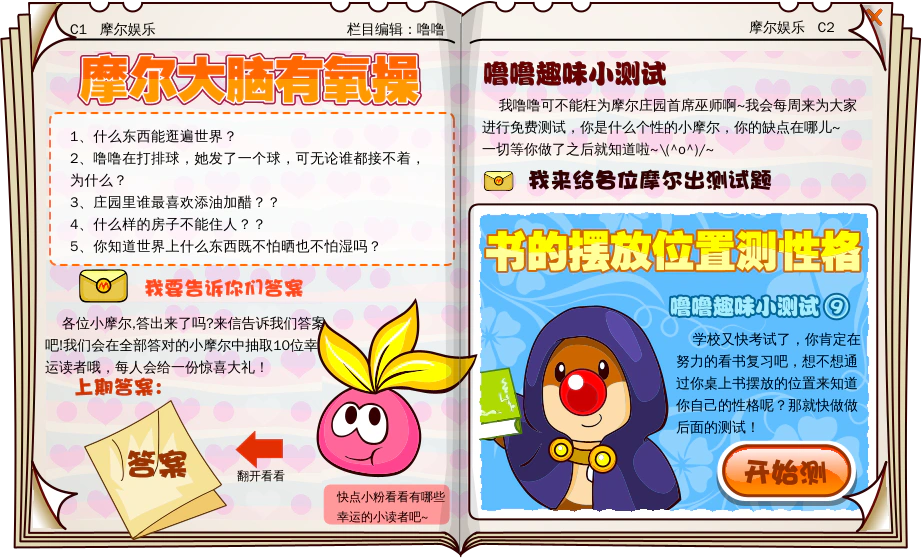 C1 摩尔娱乐
栏目编辑：噜噜
摩尔大脑有氧操
1、什么东西能逛遍世界？
2、噜噜在打排球，她发了一个球，可无论谁都接不着，
为什么？
3、庄园里谁最喜欢添油加醋？？
4、什么样的房子不能住人？？
5、你知道世界上什么东西既不怕晒也不怕湿吗？
我要告诉你们答案
各位小摩尔,答出来了吗?来信告诉我们答案
吧!我们会在全部答对的小摩尔中抽取10位幸
运读者哦，每人会给一份惊喜大礼！
上期答案：
答案
翻开看看
快点小粉看看有哪些
幸运的小读者吧~
摩尔娱乐 C2
噜噜趣味小测试
我噜噜可不能枉为摩尔庄园首席巫师啊~我会每周来为大家
进行免费测试，你是什么个性的小摩尔，你的缺点在哪儿~
一切等你做了之后就知道啦~\(^o^)/~
我来给各位摩尔出测试题
书的摆放位置测性格
噜噜趣味小测试⑨
学校又快考试了，你肯定在
努力的看书复习吧，想不想通
过你桌上书摆放的位置来知道
你自己的性格呢？那就快做做
后面的测试！
开始测